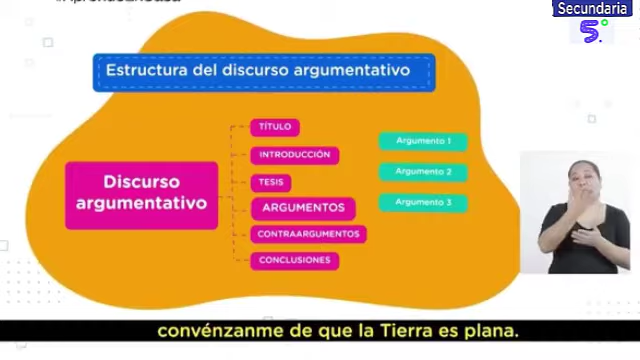 Secundaria
5°
Estructura del discurso argumentativo
TÍTULO
INTRODUCCIÓN
TESIS
ARGUMENTOS
CONTRAARGUMENTOS
CONCLUSIONES
Discurso
argumentativo
Argumento 1
Argumento 2
Argumento 3
convénzanme de que la Tierra es plana.